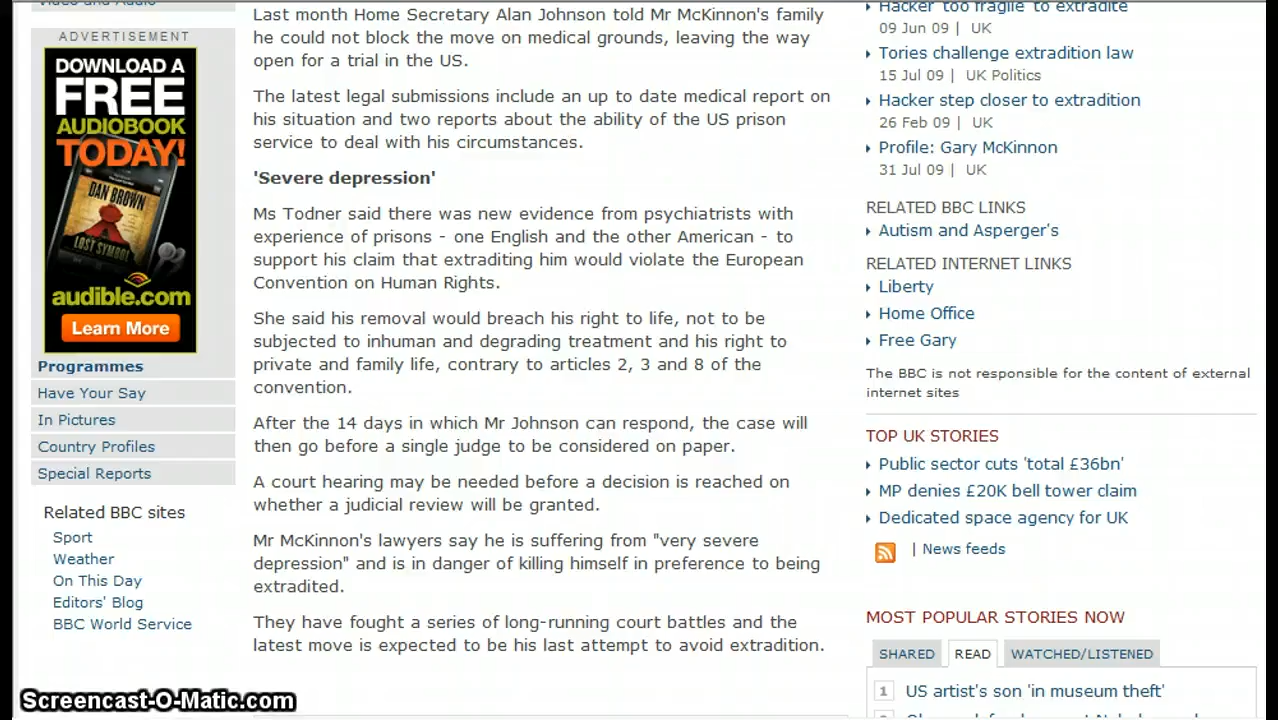 Video and Audio
ADVERTISEMENT
DOWNLOAD A
FREE
AUDIOBOOK
TODAY!
DAN BROWN
LOST SYMBOL
audible.com
Learn More
Programmes
Have Your Say
In Pictures
Country Profiles
Special Reports
Related BBC sites
Sport
Weather
On This Day
Editors' Blog
BBC World Service
Last month Home Secretary Alan Johnson told Mr McKinnon's family
he could not block the move on medical grounds, leaving the way
open for a trial in the US.
The latest legal submissions include an up to date medical report on
his situation and two reports about the ability of the US prison
service to deal with his circumstances.
'Severe depression'
Ms Todner said there was new evidence from psychiatrists with
experience of prisons - one English and the other American - to
support his claim that extraditing him would violate the European
Convention on Human Rights.
She said his removal would breach his right to life, not to be
subjected to inhuman and degrading treatment and his right to
private and family life, contrary to articles 2, 3 and 8 of the
convention.
After the 14 days in which Mr Johnson can respond, the case will
then go before a single judge to be considered on paper.
A court hearing may be needed before a decision is reached on
whether a judicial review will be granted.
Mr McKinnon's lawyers say he is suffering from "very severe
depression" and is in danger of killing himself in preference to being
extradited.
They have fought a series of long-running court battles and the
latest move is expected to be his last attempt to avoid extradition.
Hacker 'too fragile' to extradite
09 Jun 09 | UK
Tories challenge extradition law
15 Jul 09 | UK Politics
Hacker step closer to extradition
26 Feb 09 | UK
Profile: Gary McKinnon
31 Jul 09 | UK
RELATED BBC LINKS
Autism and Asperger's
RELATED INTERNET LINKS
Liberty
Home Office
Free Gary
The BBC is not responsible for the content of external
internet sites
TOP UK STORIES
Public sector cuts 'total £36bn'
MP denies £20K bell tower claim
Dedicated space agency for UK
| News feeds
MOST POPULAR STORIES NOW
SHARED READ WATCHED/LISTENED
1 US artist's son 'in museum theft'
Screencast-O-Matic.com